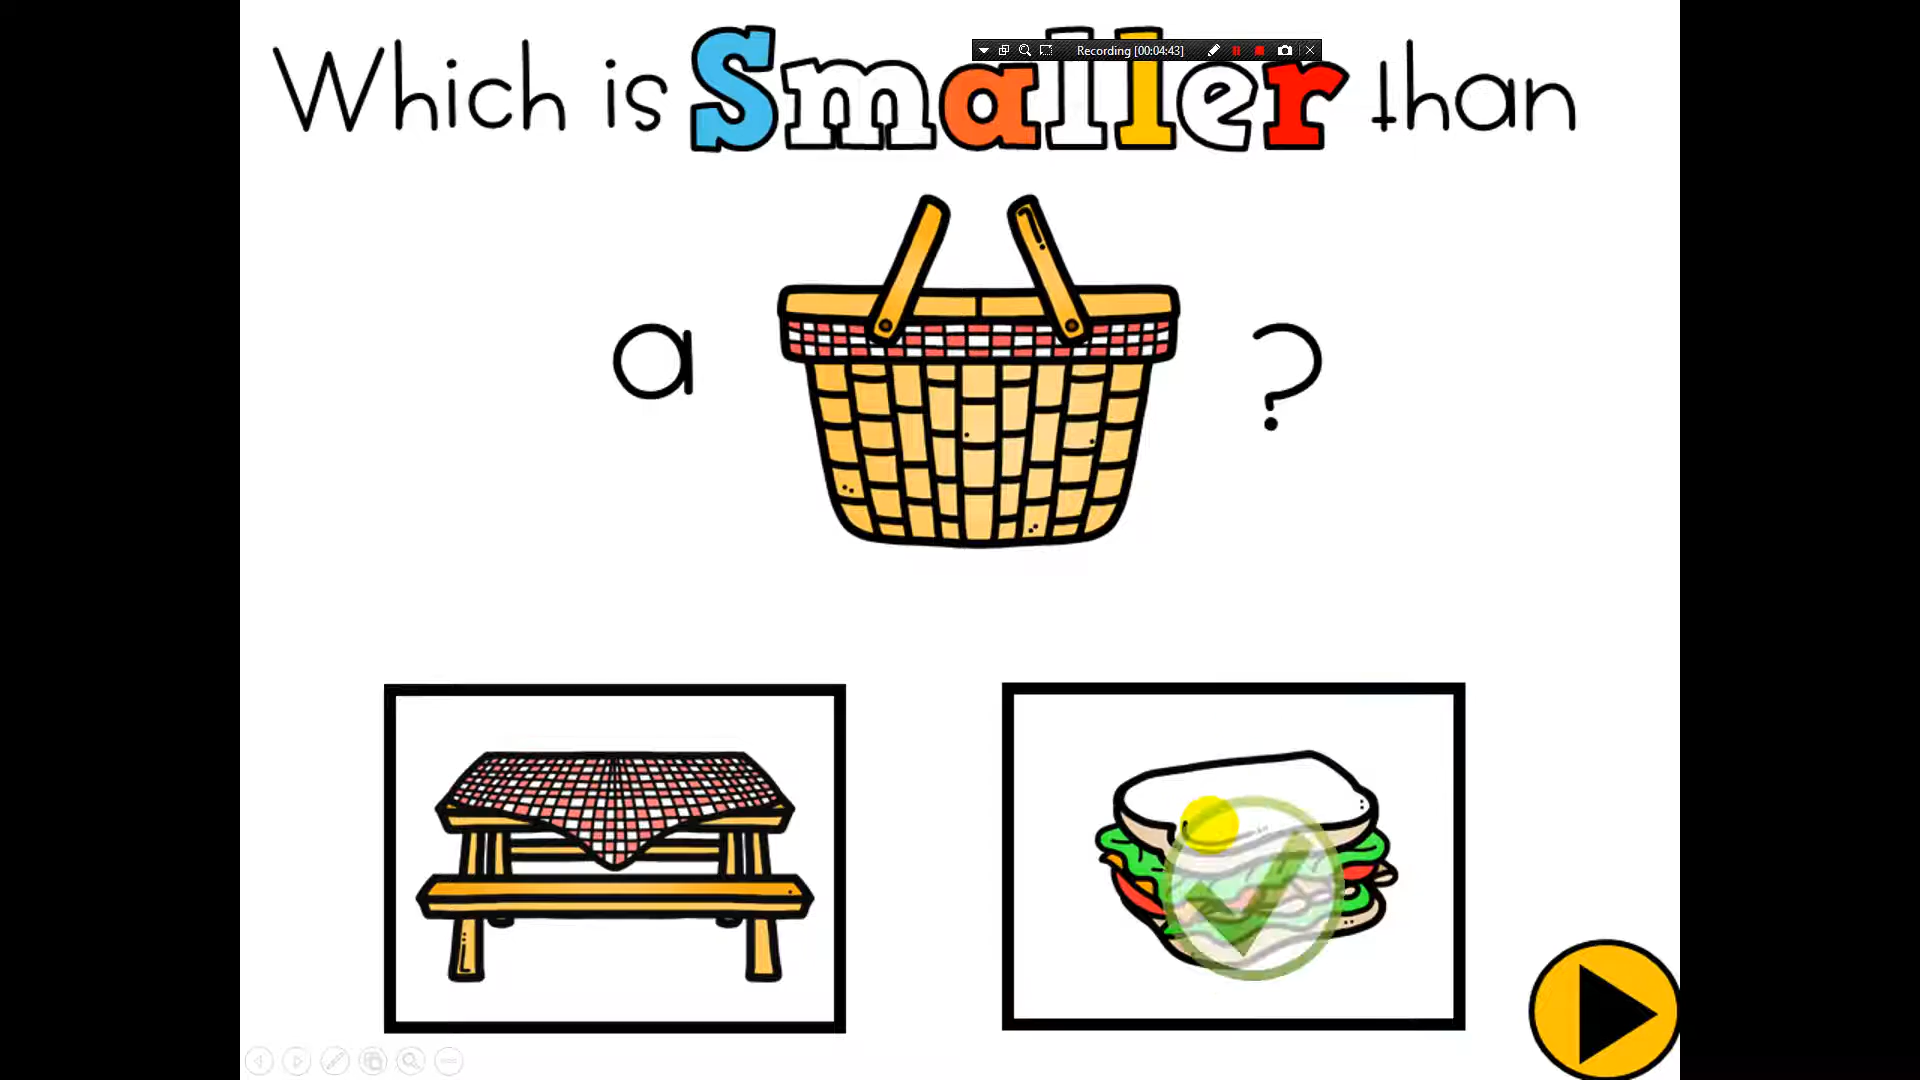 Which is Smaller than
Recording [00:04:43]
a ?